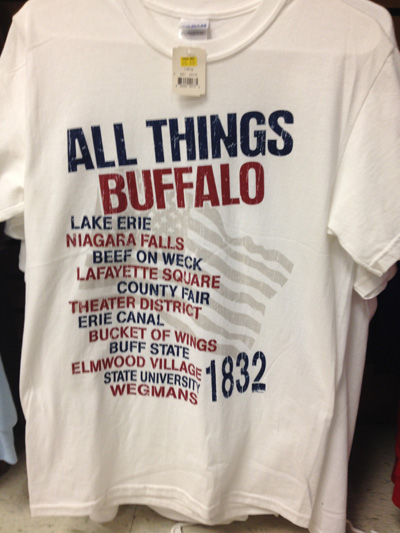 ALL THINGS
BUFFALO
LAKE ERIE
NIAGARA FALLS
BEEF ON WECK
LAFAYETTE SQUARE
COUNTY FAIR
THEATER DISTRICT
ERIE CANAL
BUCKET OF WINGS
BUFF STATE
ELMWOOD VILLAGE
STATE UNIVERSITY
WEGMANS
1832